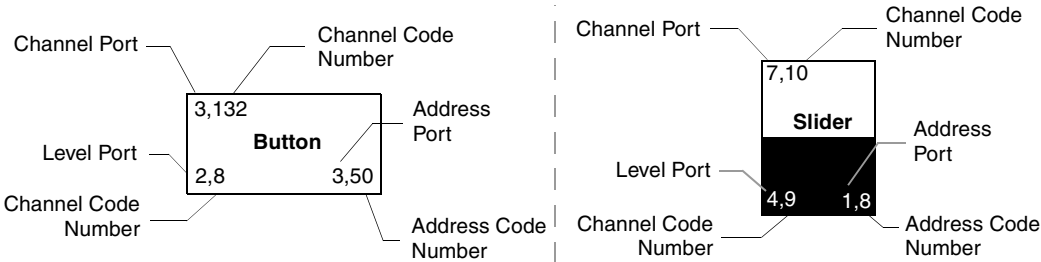 Channel Port
Channel Code
Number
3,132
Button
Address
Port
Level Port
2,8
3,50
Channel Code
Number
Address Code
Number
Channel Port
Channel Code
Number
7,10
Slider
Address
Port
Level Port
4,9
1,8
Channel Code
Number
Address Code
Number